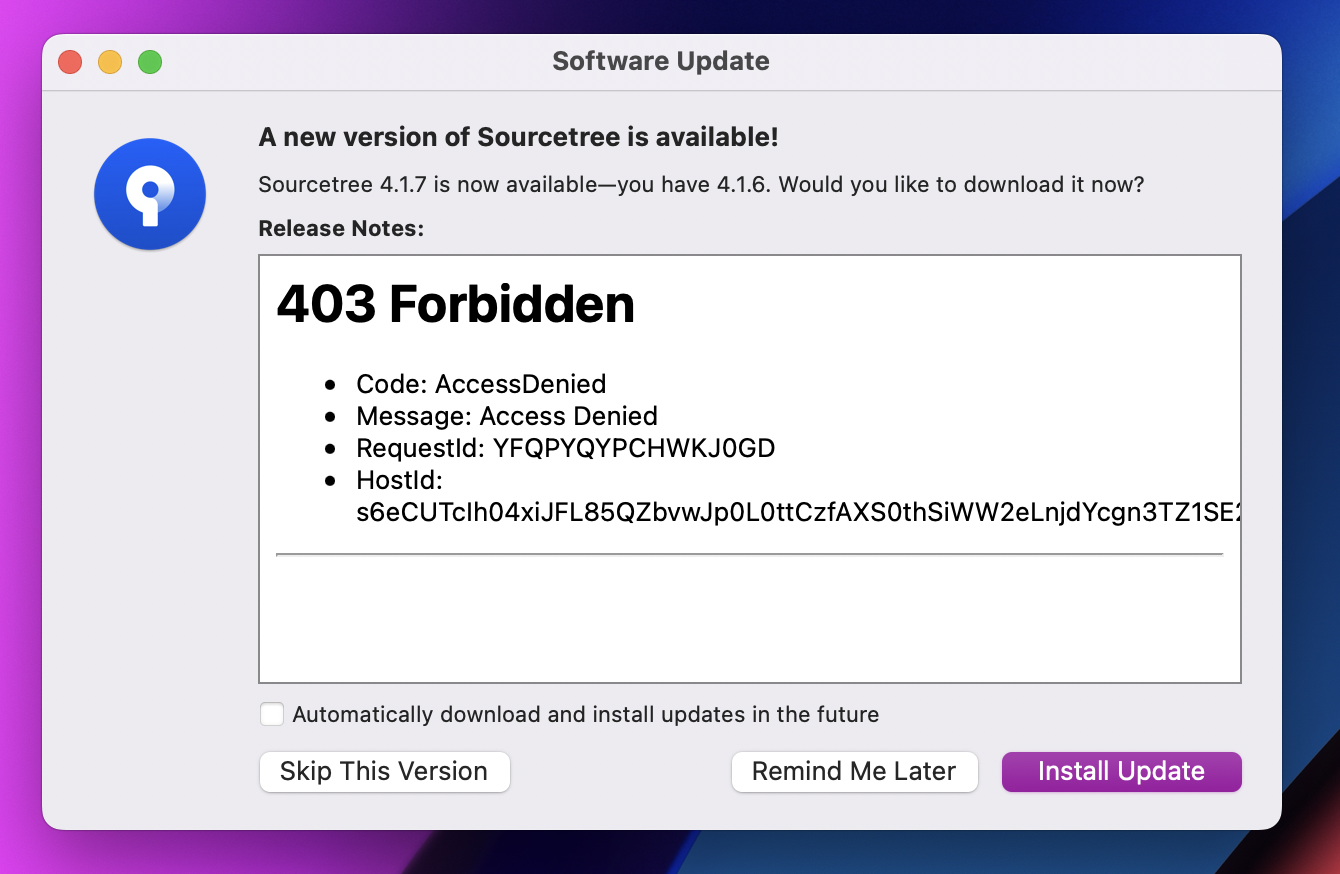 Software Update
A new version of Sourcetree is available!
Sourcetree 4.1.7 is now available—you have 4.1.6. Would you like to download it now?
Release Notes:
403 Forbidden
• Code: AccessDenied
• Message: Access Denied
• RequestId: YFQPYQYPCHWKJ0GD
• HostId:
s6eCUTcIh04xiJFL85QZbvwJp0L0ttCzfAXS0thSiWW2eLnjdYcgn3TZ1SE2
Automatically download and install updates in the future
Skip This Version
Remind Me Later
Install Update